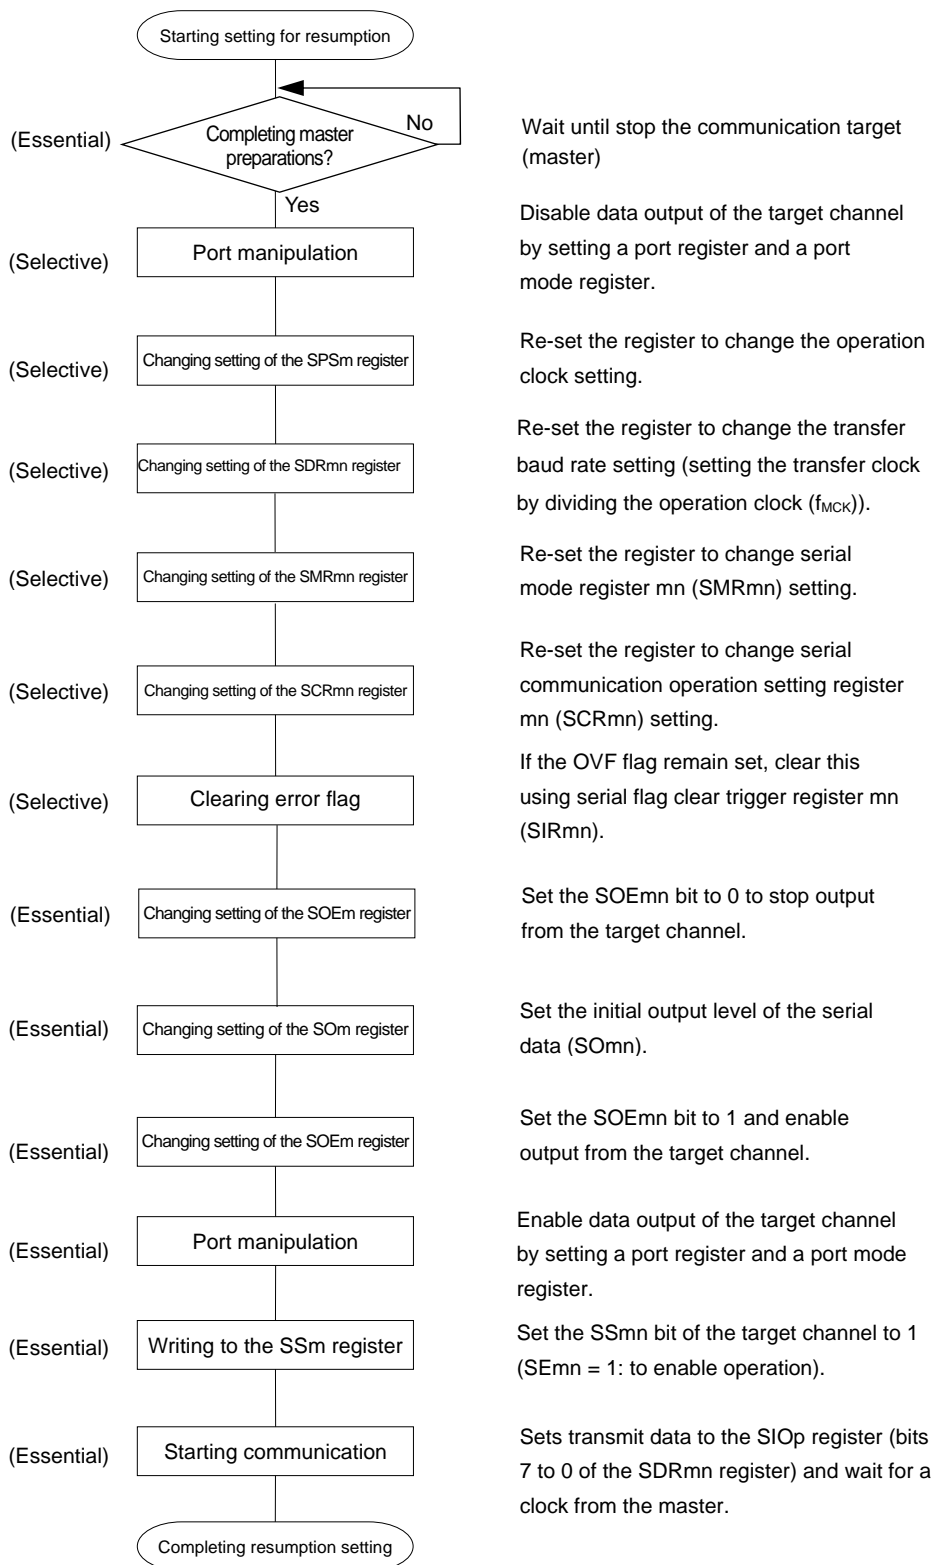 Starting setting for resumption
(Essential)
Completing master
preparations?
No
Yes
Wait until stop the communication target
(master)
(Selective)
Port manipulation
Disable data output of the target channel
by setting a port register and a port
mode register.
(Selective)
Changing setting of the SPSm register
Re-set the register to change the operation
clock setting.
(Selective)
Changing setting of the SDRmn register
Re-set the register to change the transfer
baud rate setting (setting the transfer clock
by dividing the operation clock (fMCK)).
(Selective)
Changing setting of the SMRmn register
Re-set the register to change serial
mode register mn (SMRmn) setting.
(Selective)
Changing setting of the SCRmn register
Re-set the register to change serial
communication operation setting register
mn (SCRmn) setting.
(Selective)
Clearing error flag
If the OVF flag remain set, clear this
using serial flag clear trigger register mn
(SIRmn).
(Essential)
Changing setting of the SOEm register
Set the SOEmn bit to 0 to stop output
from the target channel.
(Essential)
Changing setting of the SOm register
Set the initial output level of the serial
data (SOmn).
(Essential)
Changing setting of the SOEm register
Set the SOEmn bit to 1 and enable
output from the target channel.
(Essential)
Port manipulation
Enable data output of the target channel
by setting a port register and a port mode
register.
(Essential)
Writing to the SSm register
Set the SSmn bit of the target channel to 1
(SEmn = 1: to enable operation).
(Essential)
Starting communication
Sets transmit data to the SIOp register (bits
7 to 0 of the SDRmn register) and wait for a
clock from the master.
Completing resumption setting